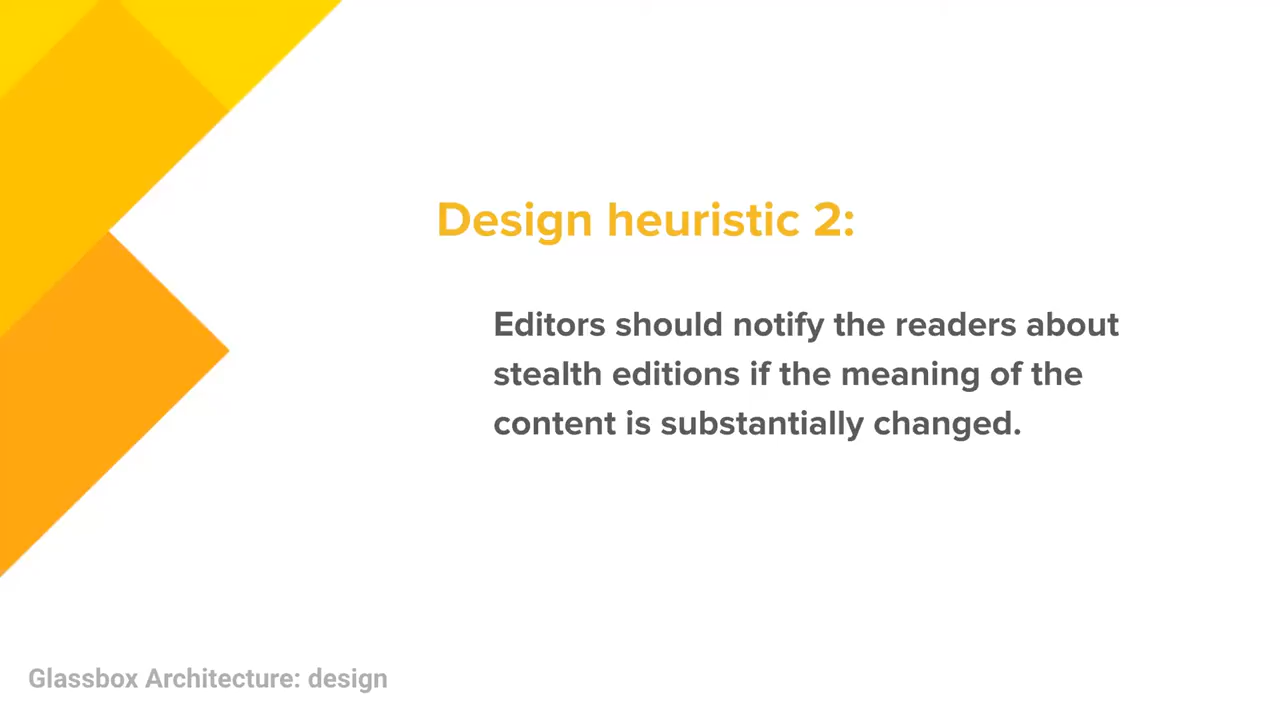 Design heuristic 2:
Editors should notify the readers about
stealth editions if the meaning of the
content is substantially changed.
Glassbox Architecture: design